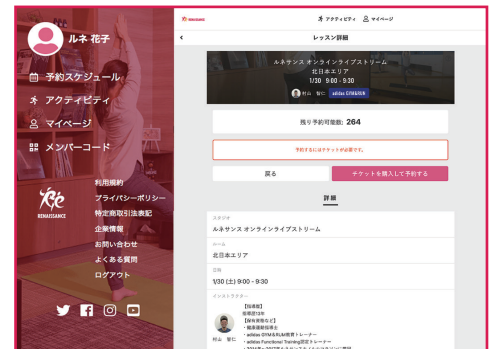 ルネ 花子
予約スケジュール
アクティビティ
マイページ
メンバーコード
RENAISSANCE
利用規約
プライバシーポリシー
特定商取引法表記
企業情報
お問い合わせ
よくある質問
ログアウト
RENAISSANCE
アクティビティ
マイページ
レッスン詳細
ルネサンス オンラインライブストリーム
北日本エリア
1/30 9:00 - 9:30
村山 智仁 adidas GYM&RUN
残り予約可能数: 264
予約するにはチケットが必要です。
戻る
チケットを購入して予約する
詳細
スタジオ
ルネサンス オンラインライブストリーム
ルーム
北日本エリア
日時
1/30 (土) 9:00 - 9:30
インストラクター
村山 智仁
【指導歴】
指導歴13年
【保有資格など】
・健康運動指導士
・adidas GYM&RUN教育トレーナー
・adidas Functional Training認定トレーナー